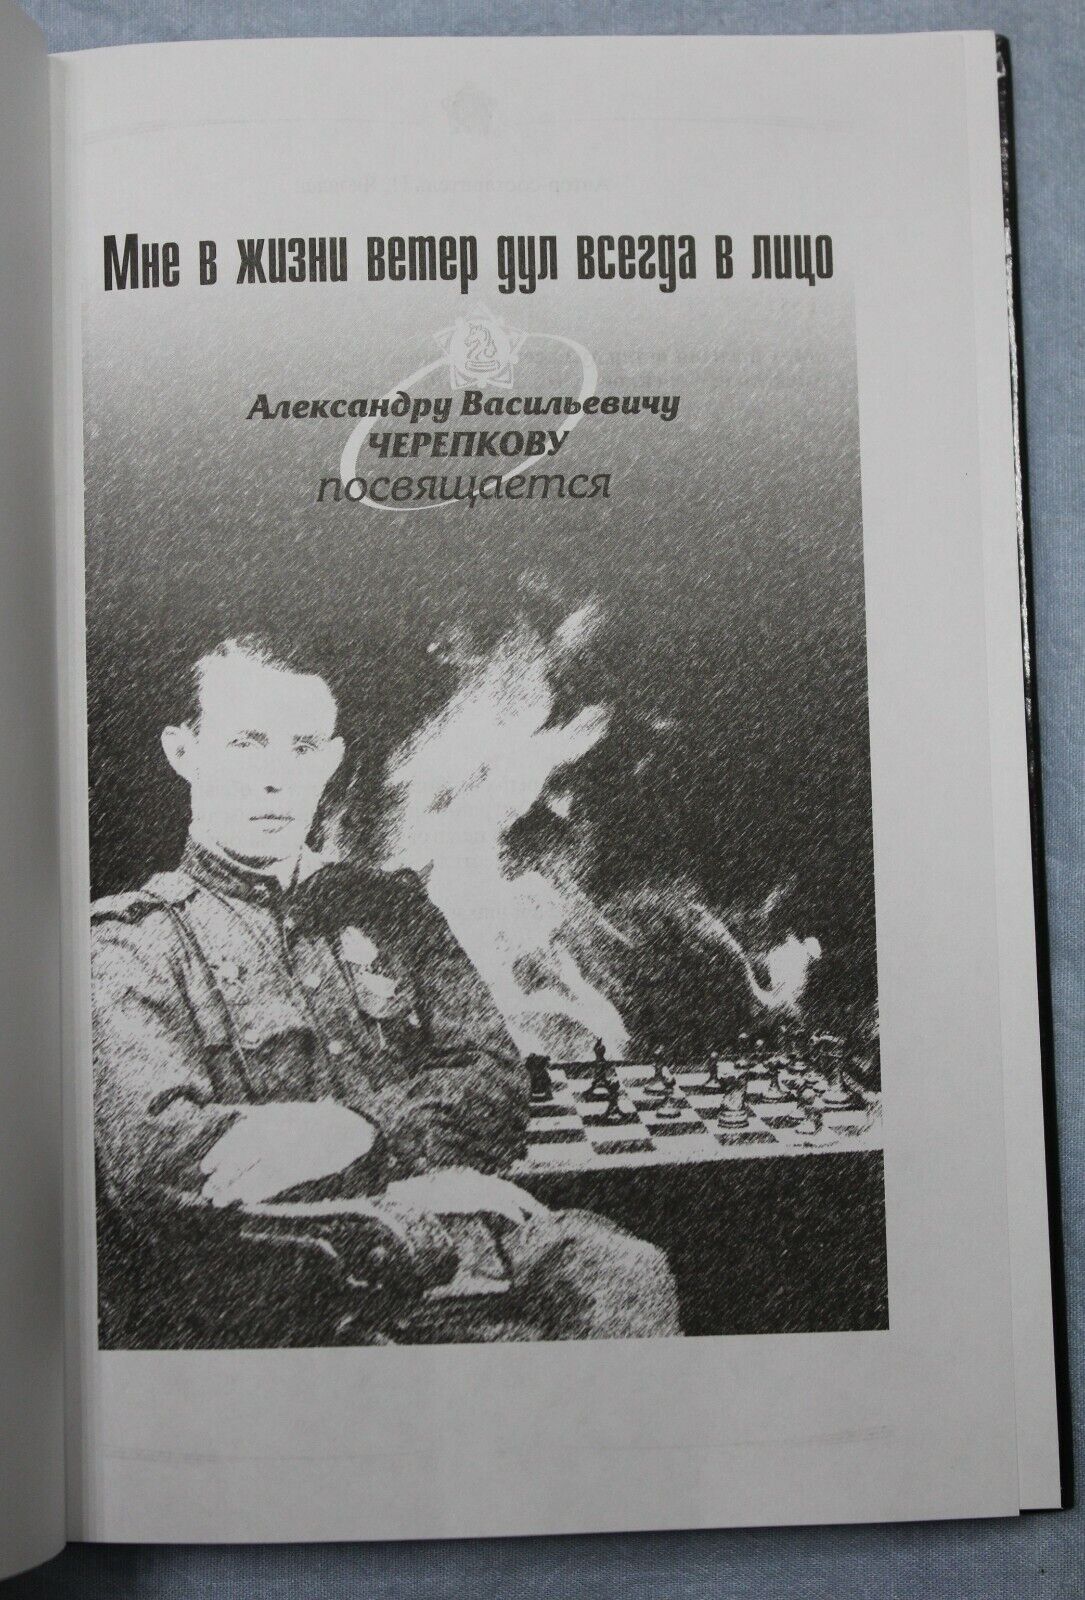 Мне в жизни ветер дул всегда в лицо
Александру Васильевичу
ЧЕРЕПКОВУ
посвящается